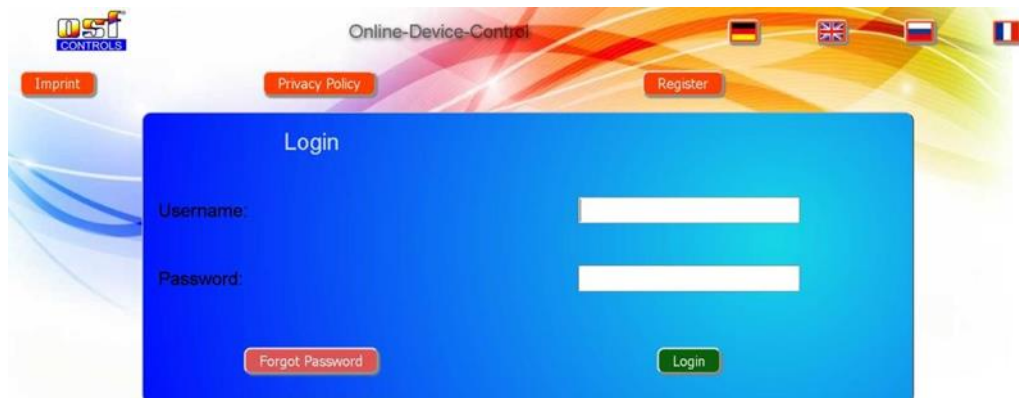 osf
CONTROLS
Online-Device-Control
Imprint Privacy Policy Register
Login
Username:
Password:
Forgot Password Login